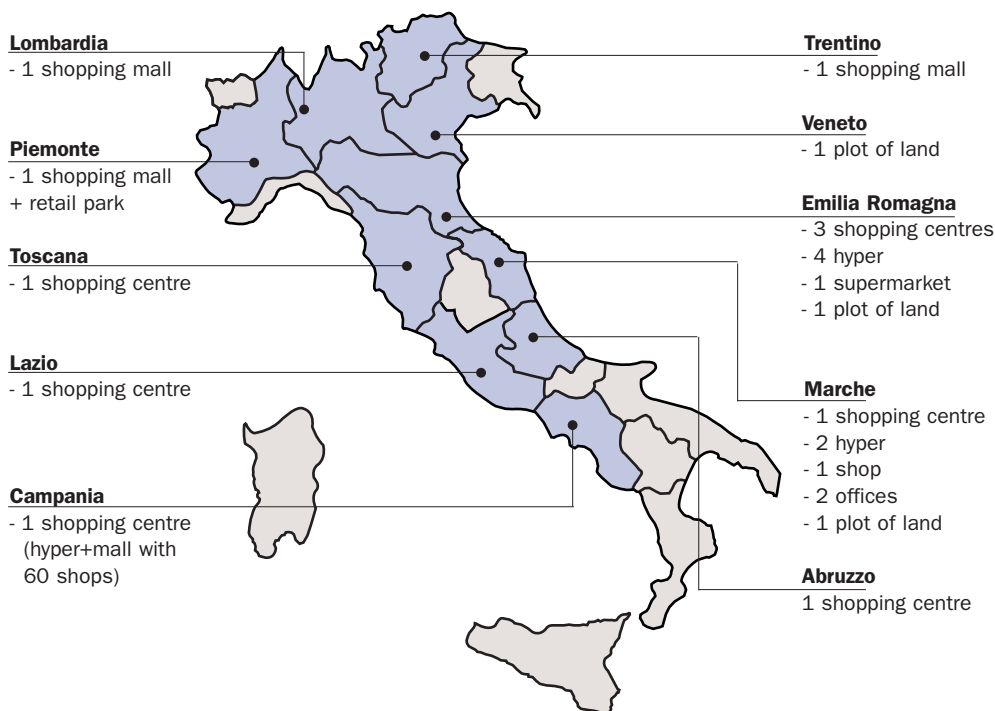 Lombardia
- 1 shopping mall
Piemonte
- 1 shopping mall
+ retail park
Toscana
- 1 shopping centre
Lazio
- 1 shopping centre
Campania
- 1 shopping centre
(hyper+mall with
60 shops)
Trentino
- 1 shopping mall
Veneto
- 1 plot of land
Emilia Romagna
- 3 shopping centres
- 4 hyper
- 1 supermarket
- 1 plot of land
Marche
- 1 shopping centre
- 2 hyper
- 1 shop
- 2 offices
- 1 plot of land
Abruzzo
1 shopping centre